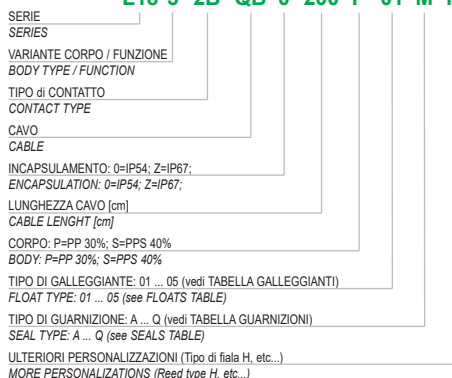 SERIE
SERIES
VARIANTE CORPO / FUNZIONE
BODY TYPE / FUNCTION
TIPO di CONTATTO
CONTACT TYPE
CAVO
CABLE
INCAPSULAMENTO: 0=IP54; Z=IP67;
ENCAPSULATION: 0=IP54; Z=IP67;
LUNGHEZZA CAVO [cm]
CABLE LENGHT [cm]
CORPO: P=PP 30%; S=PPS 40%
BODY: P=PP 30%; S=PPS 40%
TIPO DI GALLEGGIANTE: 01 ... 05 (vedi TABELLA GALLEGGIANTI)
FLOAT TYPE: 01 ... 05 (see FLOATS TABLE)
TIPO DI GUARNIZIONE: A ... Q (vedi TABELLA GUARNIZIONI)
SEAL TYPE: A ... Q (see SEALS TABLE)
ULTERIORI PERSONALIZZAZIONI (Tipo di fiala H, etc...)
MORE PERSONALIZATIONS (Reed type H, etc...)